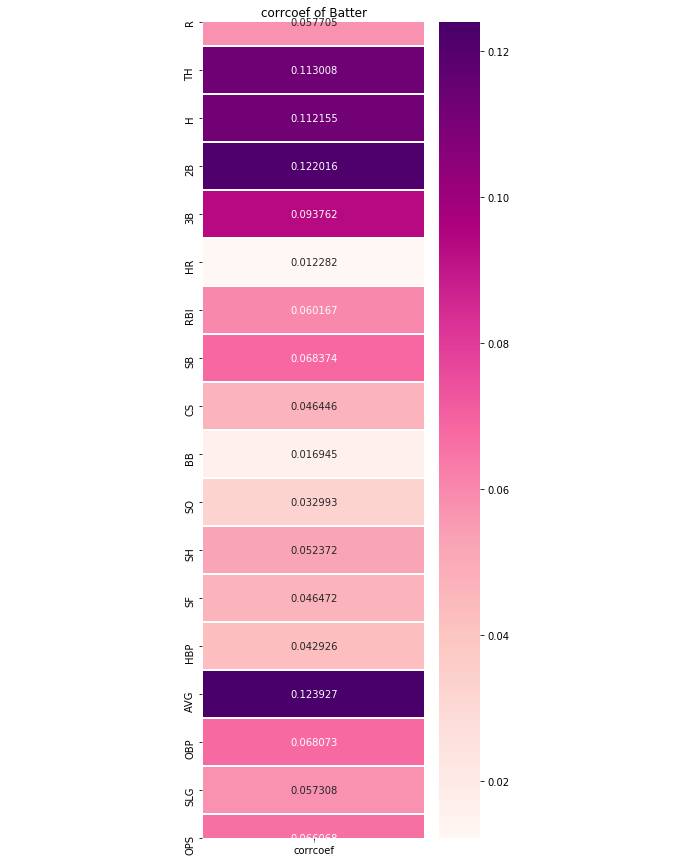 corrcoef of Batter
R 0.057705
TH 0.113008
H 0.112155
2B 0.122016
3B 0.093762
HR 0.012282
RBI 0.060167
SB 0.068374
CS 0.046446
BB 0.016945
SO 0.032993
SH 0.052372
SF 0.046472
HBP 0.042926
AVG 0.123927
OBP 0.068073
SLG 0.057308
OPS 0.066068
corrcoef
0.12
0.10
0.08
0.06
0.04
0.02